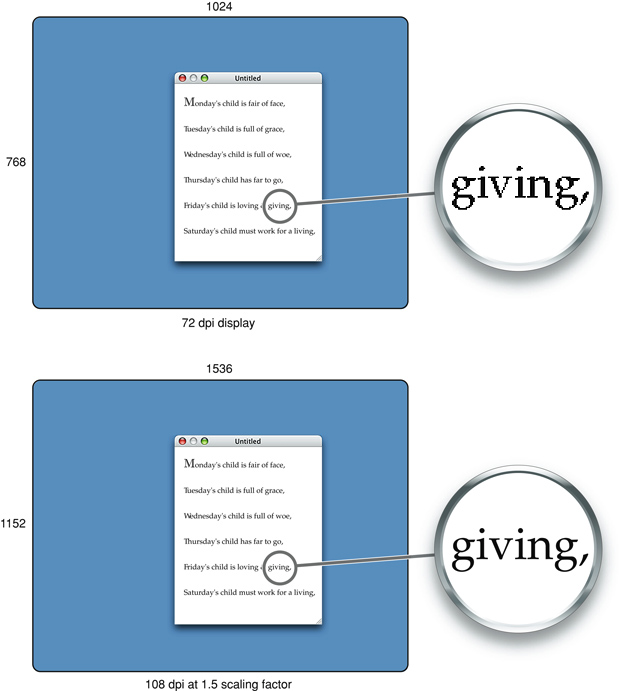 1024
768
Untitled
Monday's child is fair of face,
Tuesday's child is full of grace,
Wednesday's child is full of woe,
Thursday's child has far to go,
Friday's child is loving giving,
Saturday's child must work for a living,
giving,
72 dpi display
1536
1152
Untitled
Monday's child is fair of face,
Tuesday's child is full of grace,
Wednesday's child is full of woe,
Thursday's child has far to go,
Friday's child is loving giving,
Saturday's child must work for a living,
giving,
108 dpi at 1.5 scaling factor